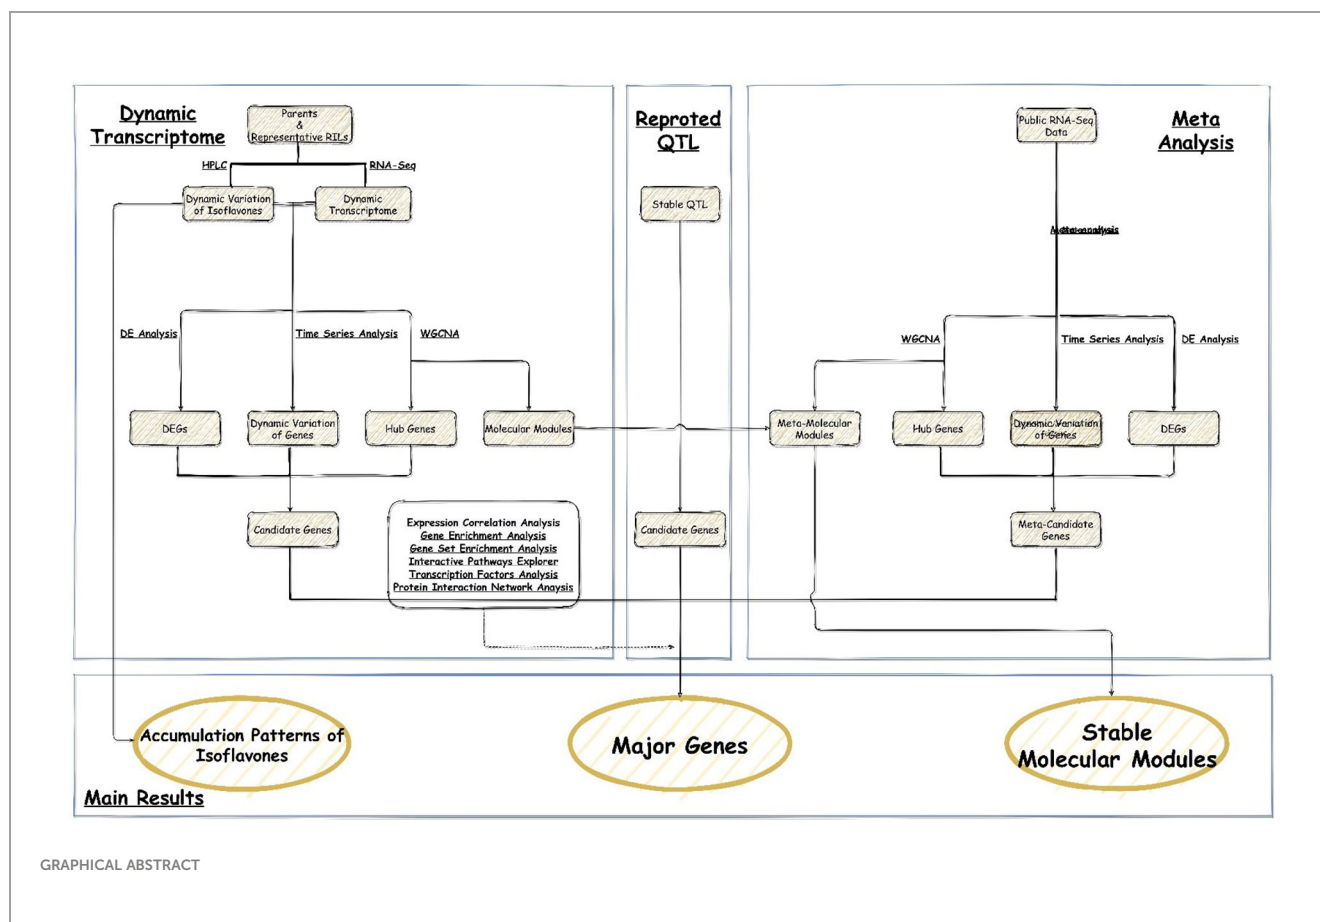 Dynamic
Transcriptome
Parents
&
Representative RILs
HPLC
RNA-Seq
Dynamic Variation
of Isoflavones
Dynamic
Transcriptome
DE Analysis
Time Series Analysis
WGCNA
DEGs
Dynamic Variation
of Genes
Hub Genes
Molecular Modules
Candidate Genes
Expression Correlation Analysis
Gene Enrichment Analysis
Gene Set Enrichment Analysis
Interactive Pathways Explorer
Transcription Factors Analysis
Protein Interaction Network Anaysis
Reproted
QTL
Stable QTL
Candidate Genes
Meta
Analysis
Public RNA-Seq
Data
Meta-analysis
WGCNA
Time Series Analysis
DE Analysis
Meta-Molecular
Modules
Hub Genes
Dynamic Variation
of Genes
DEGs
Meta-Candidate
Genes
Accumulation Patterns of
Isoflavones
Major Genes
Stable
Molecular Modules
Main Results
GRAPHICAL ABSTRACT